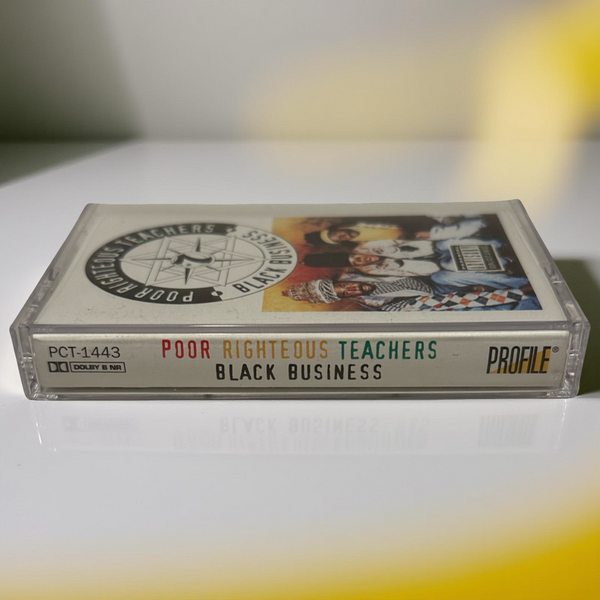 POOR RIGHTEOUS TEACHERS
BLACK BUSINESS
PCT-1443
POOR RIGHTEOUS TEACHERS
PROFILE®
DOLBY B NR
BLACK BUSINESS